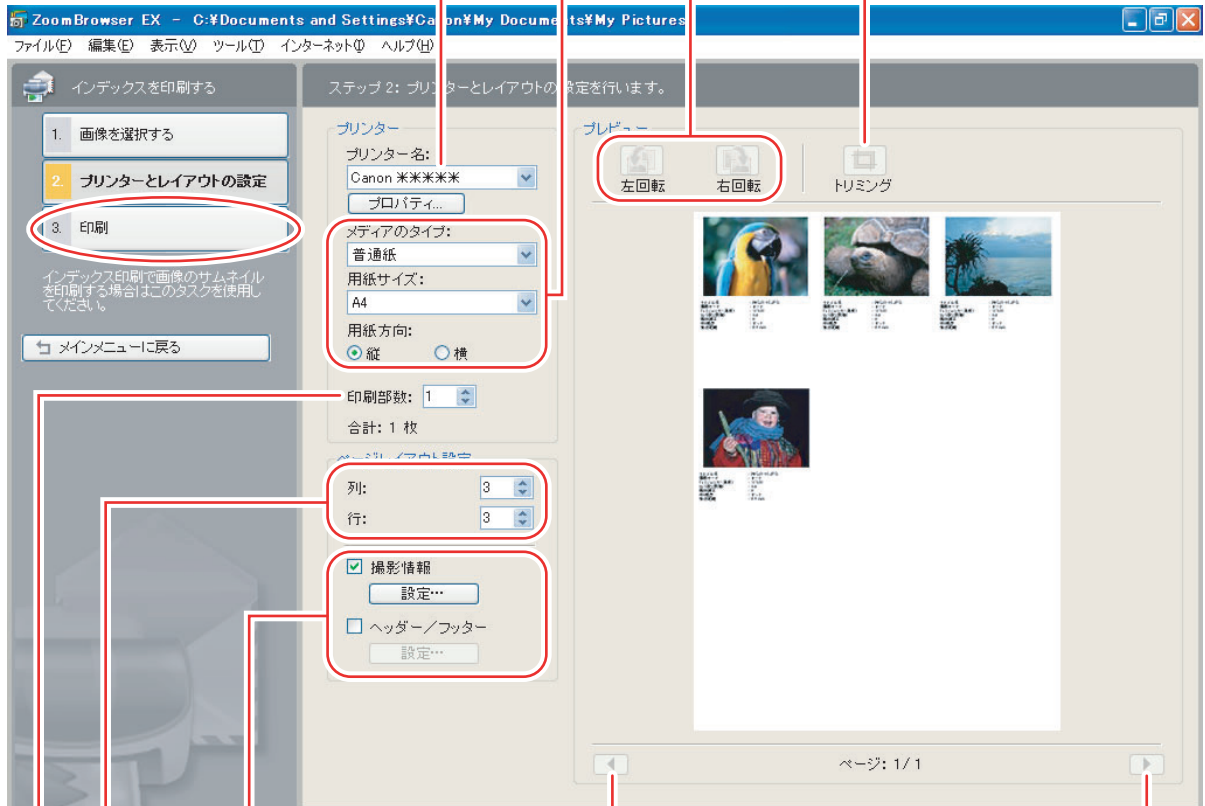 ZoomBrowser EX - C:¥Documents and Settings¥Canon¥My Documents¥My Pictures
ファイル(F) 編集(E) 表示(V) ツール(T) インターネット(I) ヘルプ(H)
インデックスを印刷する
1. 画像を選択する
2. プリンターとレイアウトの設定
3. 印刷
インデックス印刷で画像のサムネイル
を印刷する場合はこのタスクを使用し
てください。
メインメニューに戻る
ステップ 2: プリンターとレイアウトの設定を行います。
プリンター
プリンター名:
Canon ＊＊＊＊＊
プロパティ...
メディアのタイプ:
普通紙
用紙サイズ:
A4
用紙方向:
縦 横
印刷部数: 1
合計: 1 枚
ページレイアウト設定
列: 3
行: 3
撮影情報
設定…
ヘッダー／フッター
設定…
プレビュー
左回転 右回転 トリミング
ページ: 1/1